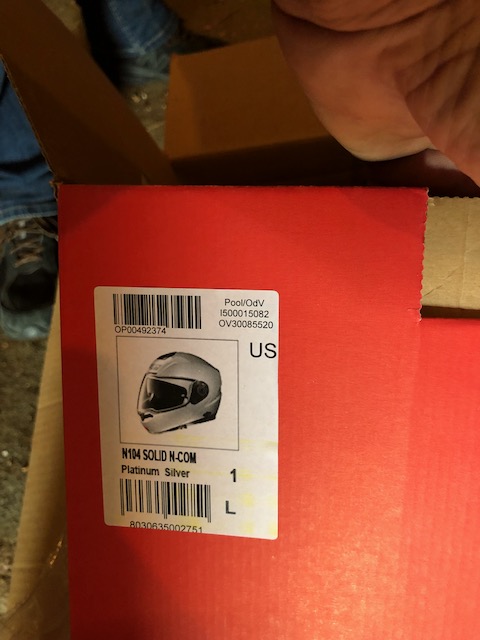 Pool/OdV
I500015082
OP00492374
OV30085520
US
N104 SOLID N-COM
Platinum Silver
1
L
8030635002751